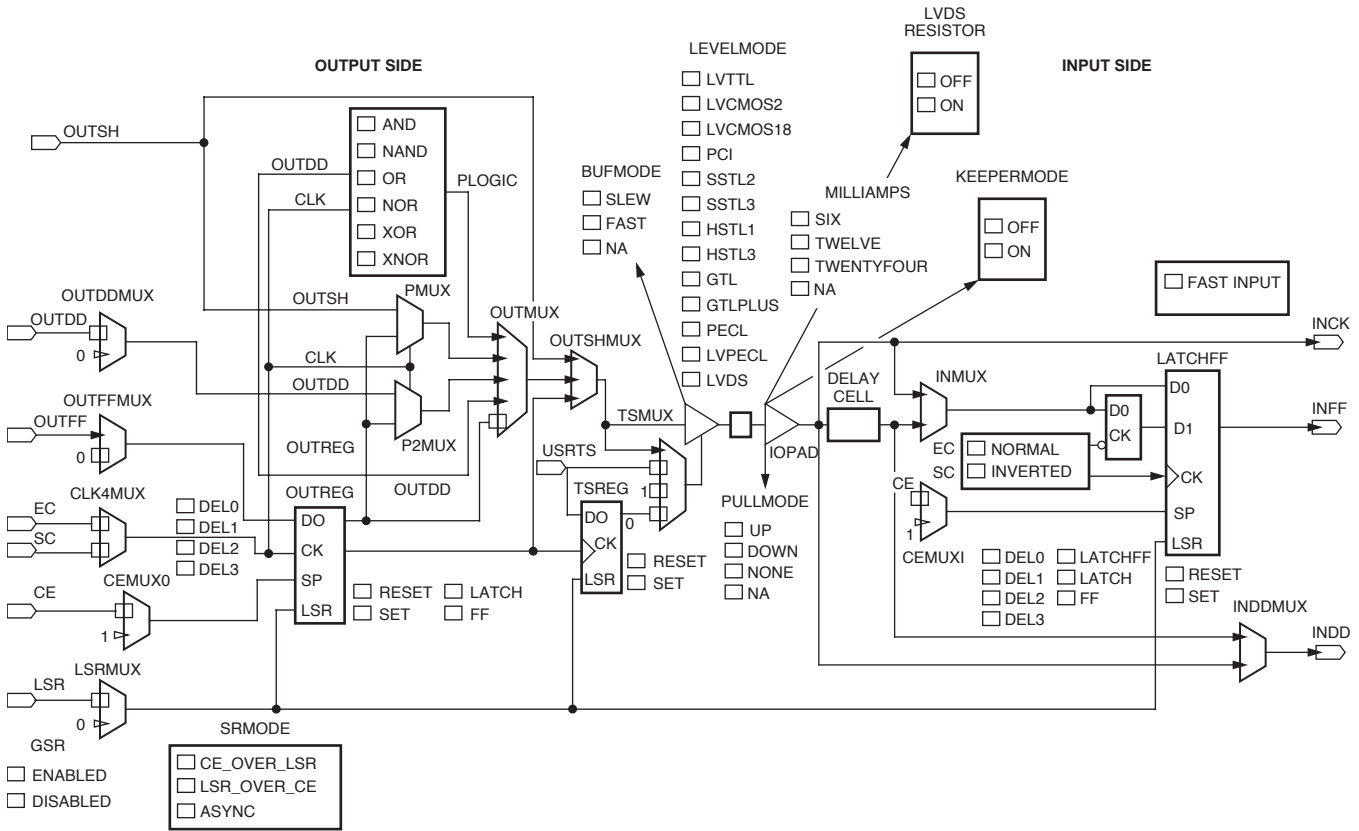 OUTPUT SIDE
INPUT SIDE
OUTSH
AND
NAND
OR
NOR
XOR
XNOR
OUTDD
CLK
PLOGIC
LEVELMODE
LVTTL
LVCMOS2
LVCMOS18
PCI
SSTL2
SSTL3
HSTL1
HSTL3
GTL
GTLPLUS
PECL
LVPECL
LVDS
BUFMODE
SLEW
FAST
NA
LVDS
RESISTOR
OFF
ON
MILLIAMPS
SIX
TWELVE
TWENTYFOUR
NA
KEEPERMODE
OFF
ON
FAST INPUT
OUTDDMUX
OUTDD
0
OUTSH
PMUX
CLK
OUTDD
P2MUX
OUTREG
OUTMUX
OUTSHMUX
OUTDD
OUTFFMUX
OUTFF
0
CLK4MUX
EC
SC
DEL0
DEL1
DEL2
DEL3
OUTREG
DO
CK
SP
LSR
RESET
SET
LATCH
FF
CEMUX0
CE
1
LSRMUX
LSR
0
GSR
ENABLED
DISABLED
SRMODE
CE_OVER_LSR
LSR_OVER_CE
ASYNC
TSMUX
USRTS
1
0
TSREG
DO
CK
LSR
RESET
SET
IOPAD
PULLMODE
UP
DOWN
NONE
NA
DELAY
CELL
INMUX
EC
SC
NORMAL
INVERTED
D0
CK
CE
1
CEMUXI
LATCHFF
D0
D1
CK
SP
LSR
DEL0
DEL1
DEL2
DEL3
LATCHFF
LATCH
FF
RESET
SET
INDDMUX
INCK
INFF
INDD